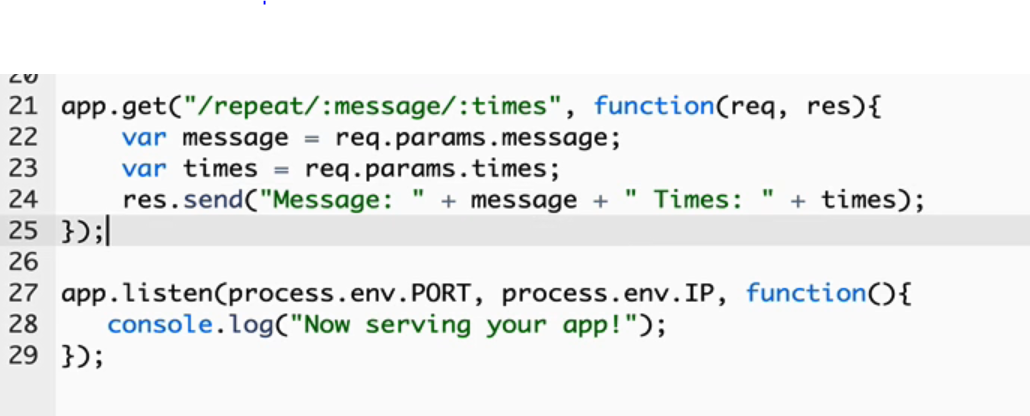 20
21 app.get("/repeat/:message/:times", function(req, res){
22     var message = req.params.message;
23     var times = req.params.times;
24     res.send("Message: " + message + " Times: " + times);
25 });
26
27 app.listen(process.env.PORT, process.env.IP, function(){
28    console.log("Now serving your app!");
29 });